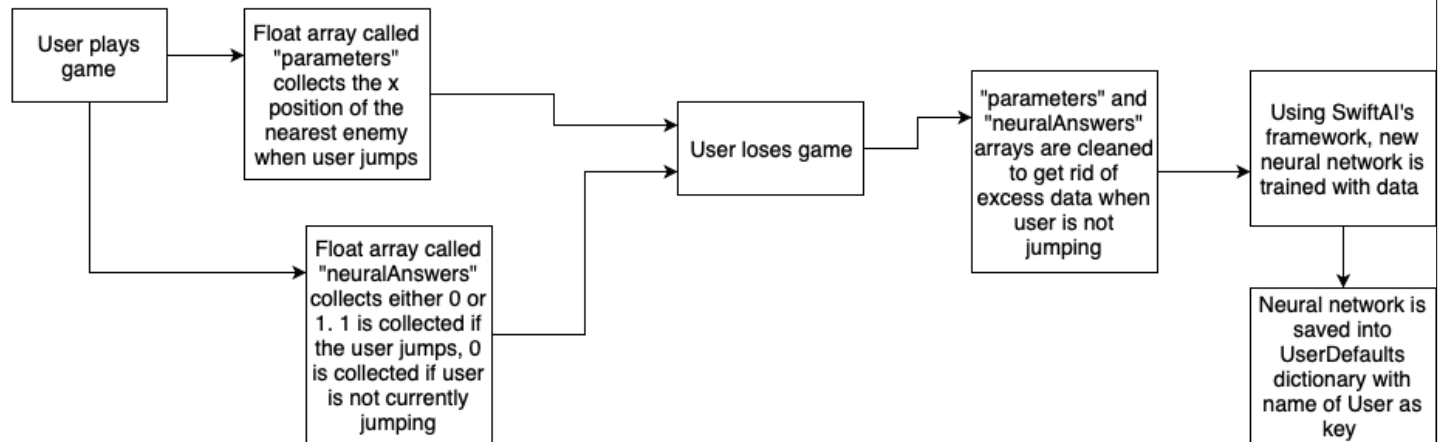 User plays
game
Float array called
"parameters"
collects the x
position of the
nearest enemy
when user jumps
Float array called
"neuralAnswers"
collects either 0 or
1. 1 is collected if
the user jumps, 0
is collected if user
is not currently
jumping
User loses game
"parameters" and
"neuralAnswers"
arrays are cleaned
to get rid of
excess data when
user is not
jumping
Using SwiftAI's
framework, new
neural network is
trained with data
Neural network is
saved into
UserDefaults
dictionary with
name of User as
key